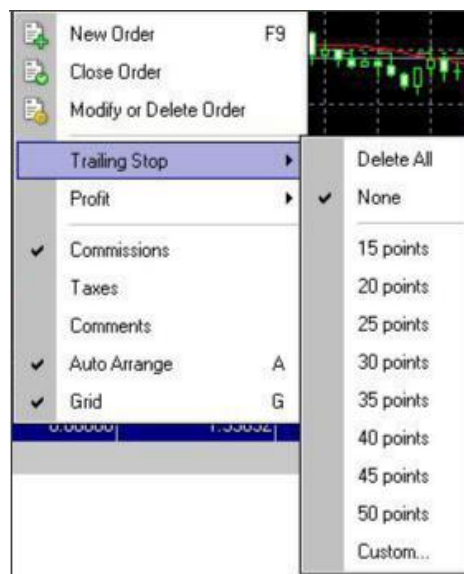 New Order F9
Close Order
Modify or Delete Order
Trailing Stop
Profit
Commissions
Taxes
Comments
Auto Arrange A
Grid G
Delete All
None
15 points
20 points
25 points
30 points
35 points
40 points
45 points
50 points
Custom...